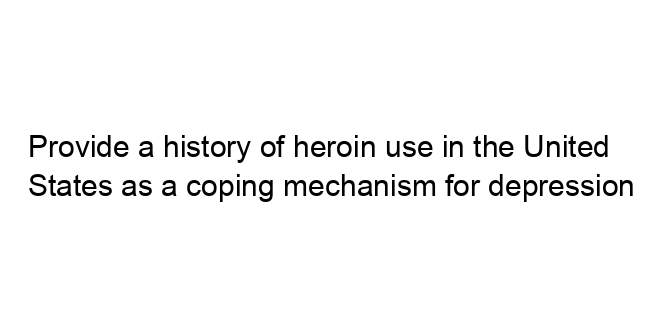 Provide a history of heroin use in the United
States as a coping mechanism for depression